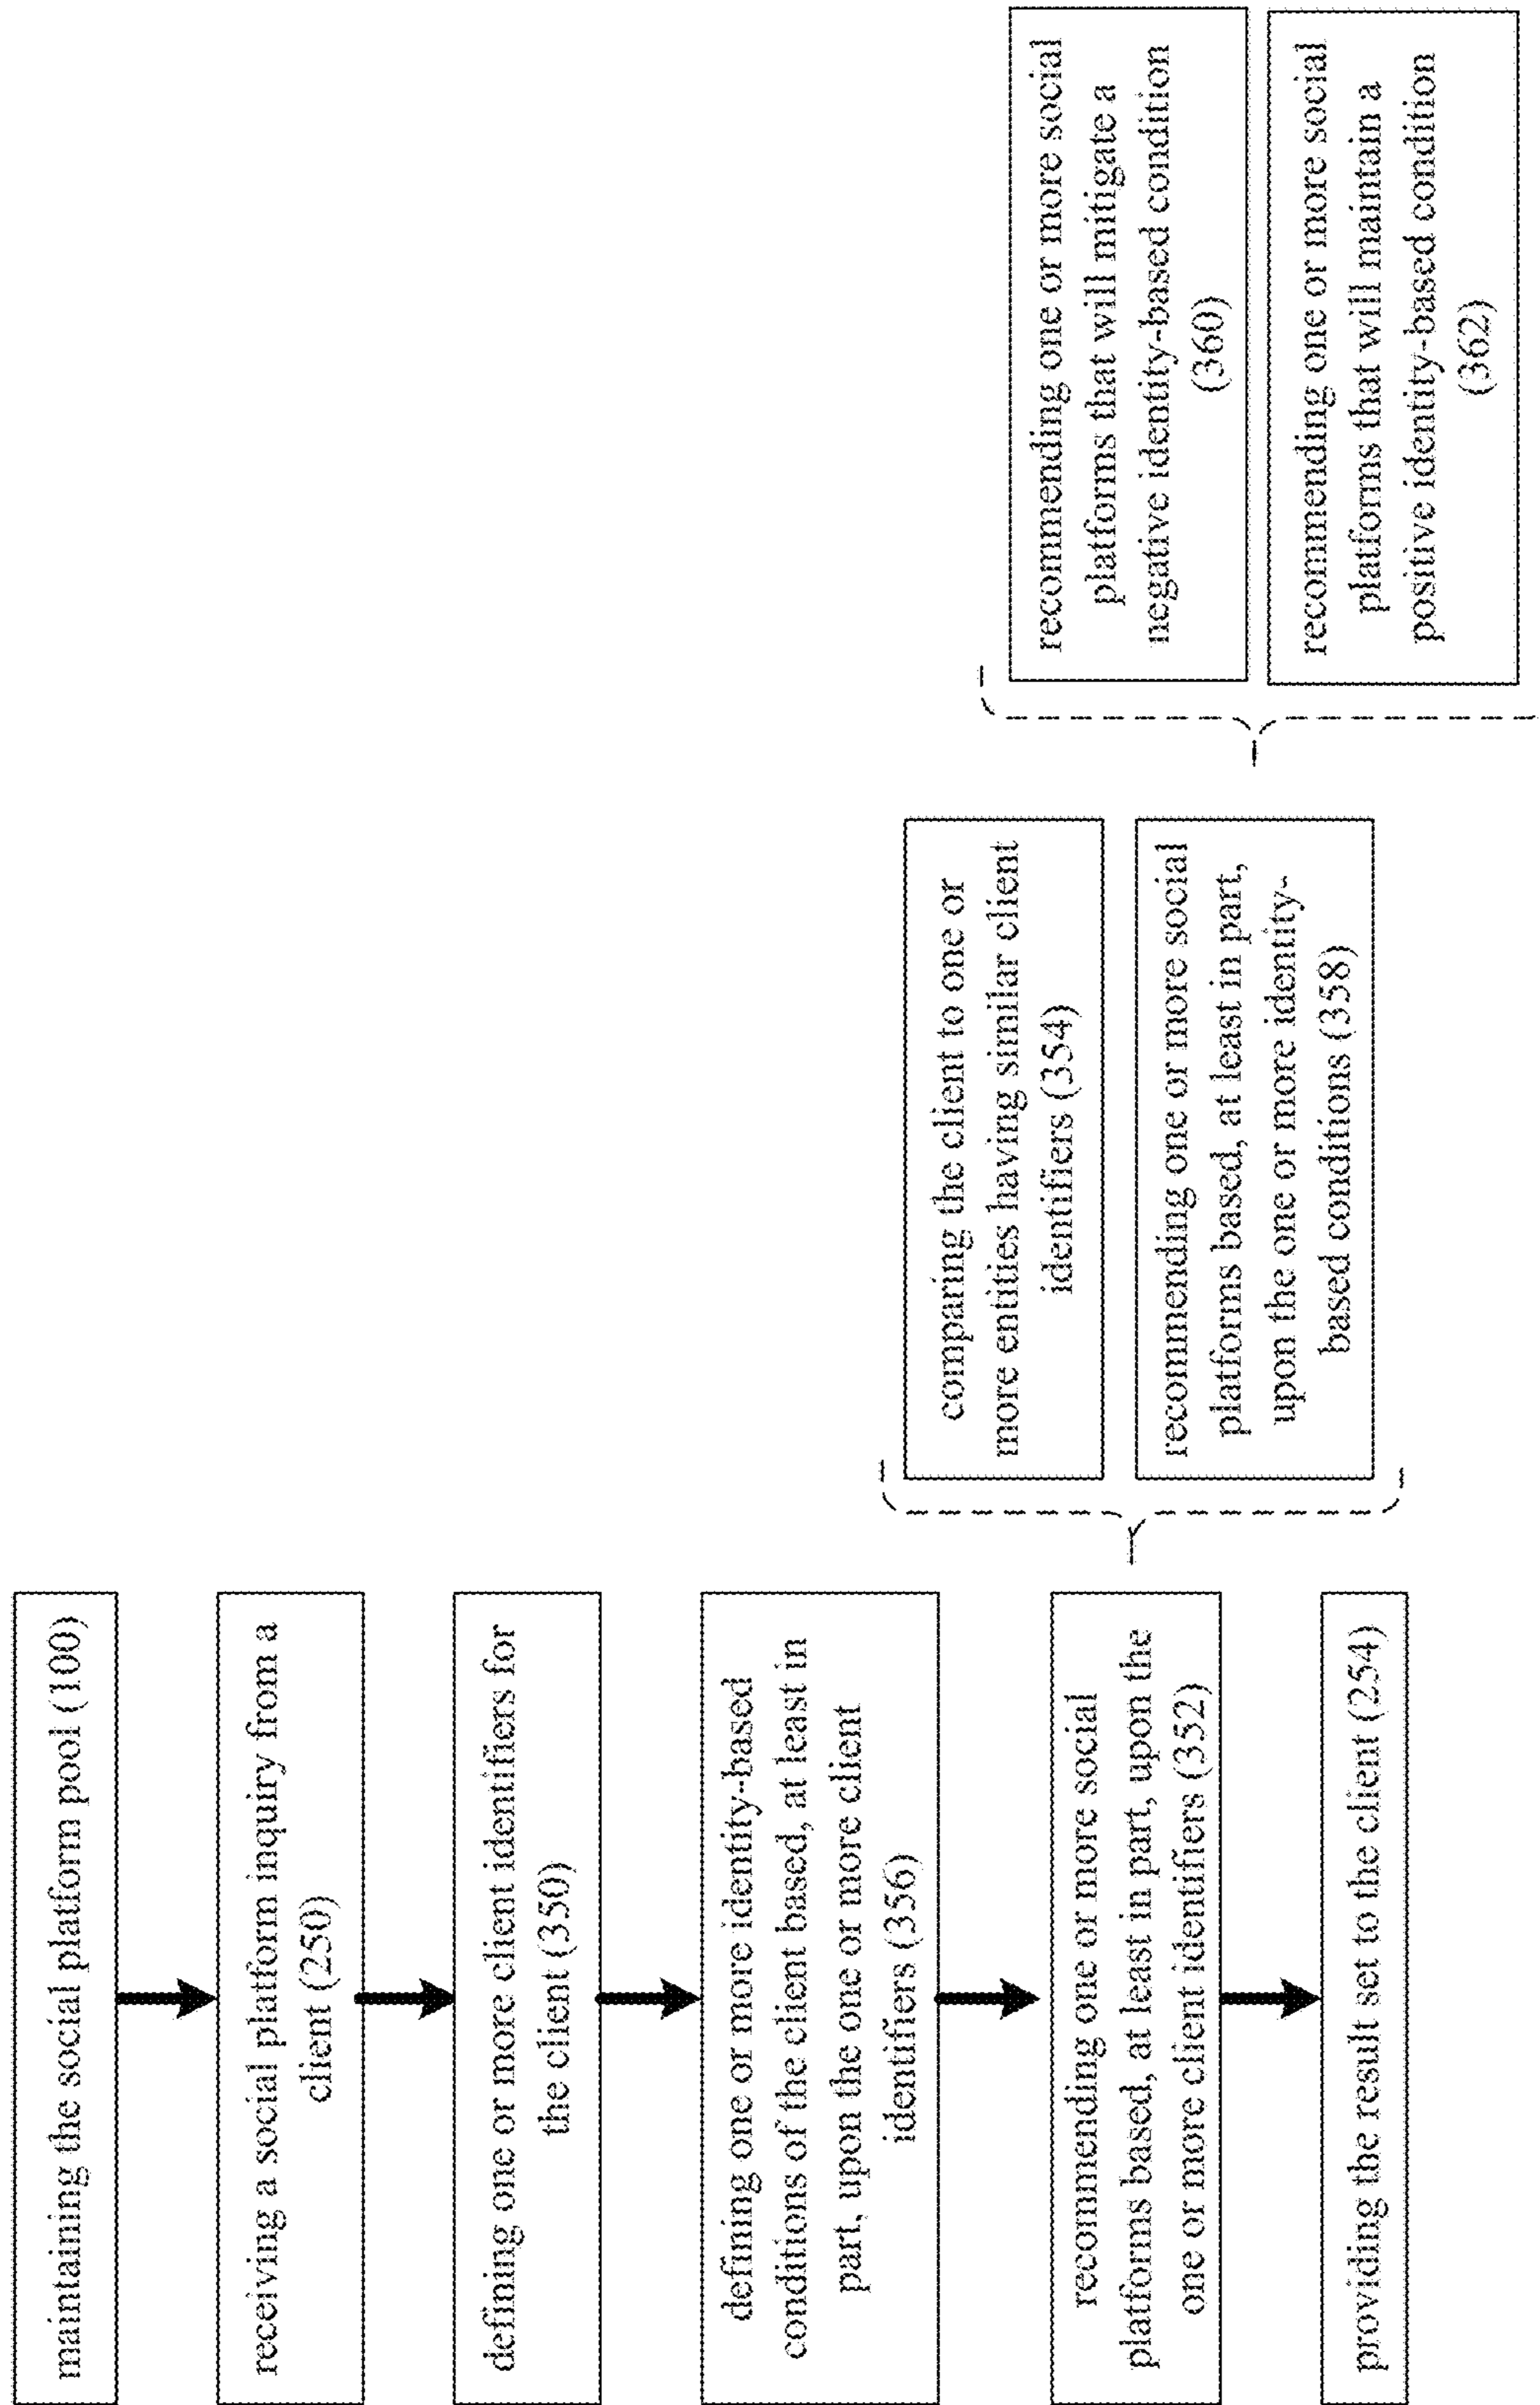 maintaining the social platform pool (100)
receiving a social platform inquiry from a
client (250)
defining one or more client identifiers for
the client (350)
defining one or more identity-based
conditions of the client based, at least in
part, upon the one or more client
identifiers (356)
recommending one or more social
platforms based, at least in part, upon the
one or more client identifiers (352)
providing the result set to the client (254)
comparing the client to one or
more entities having similar client
identifiers (354)
recommending one or more social
platforms based, at least in part,
upon the one or more identity-
based conditions (358)
recommending one or more social
platforms that will mitigate a
negative identity-based condition
(360)
recommending one or more social
platforms that will maintain a
positive identity-based condition
(362)